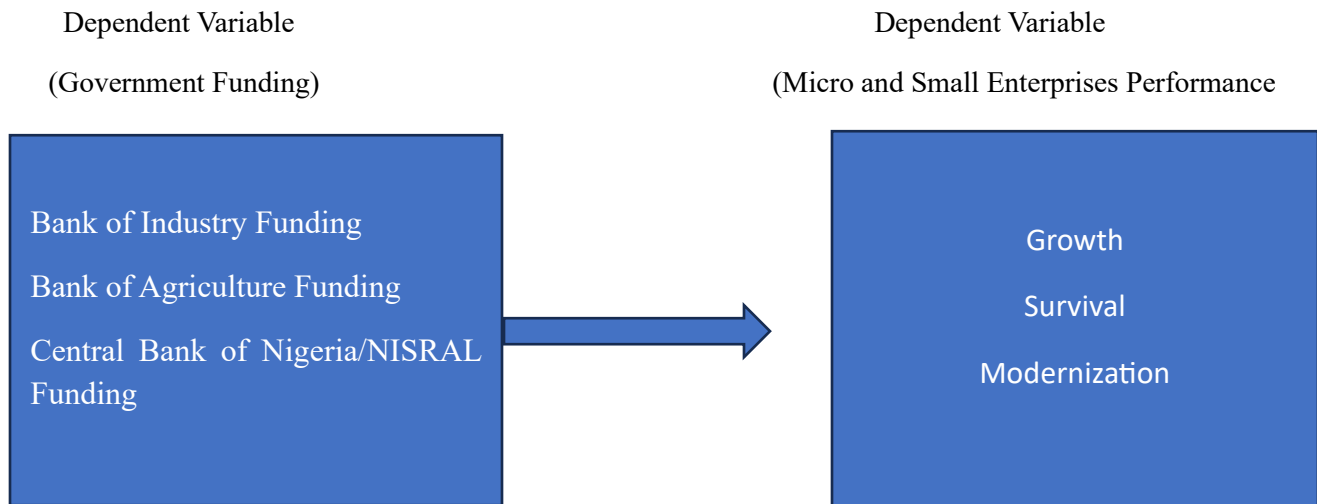 Dependent Variable
(Government Funding)
Bank of Industry Funding
Bank of Agriculture Funding
Central Bank of Nigeria/NISRAL
Funding
Dependent Variable
(Micro and Small Enterprises Performance
Growth
Survival
Modernization